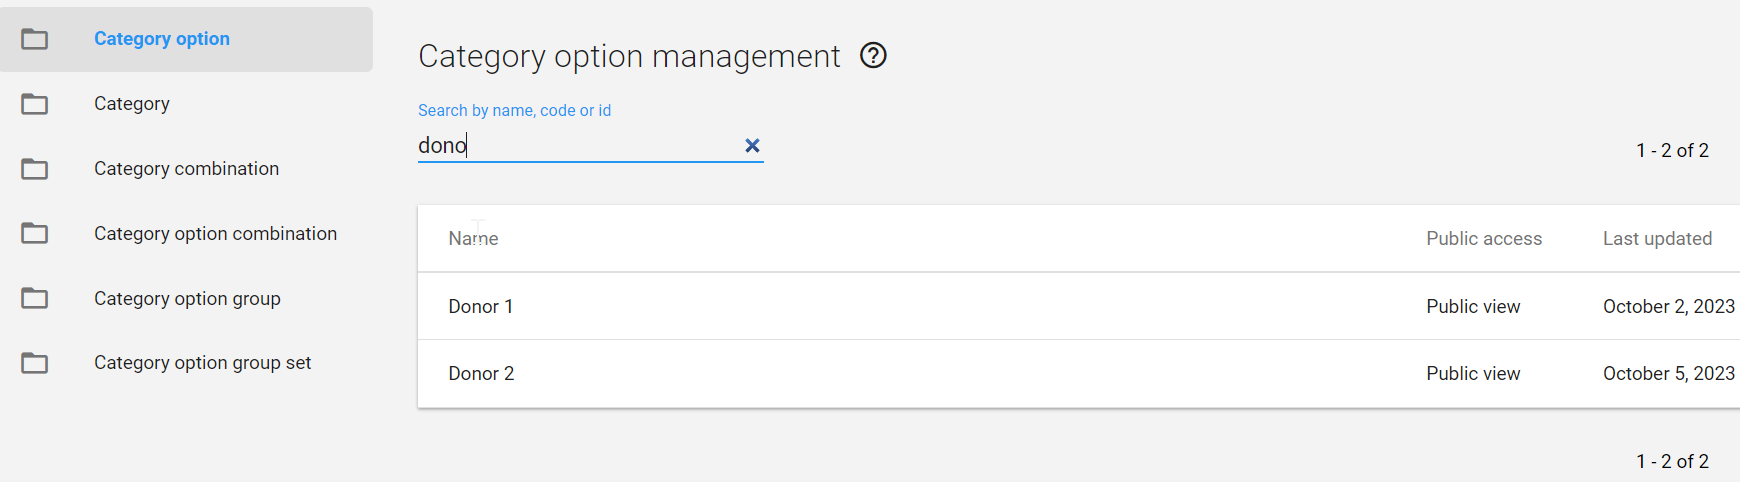 Category option
Category
Category combination
Category option combination
Category option group
Category option group set
Category option management
Search by name, code or id
dono
1 - 2 of 2
Name Public access Last updated
Donor 1 Public view October 2, 2023
Donor 2 Public view October 5, 2023
1 - 2 of 2